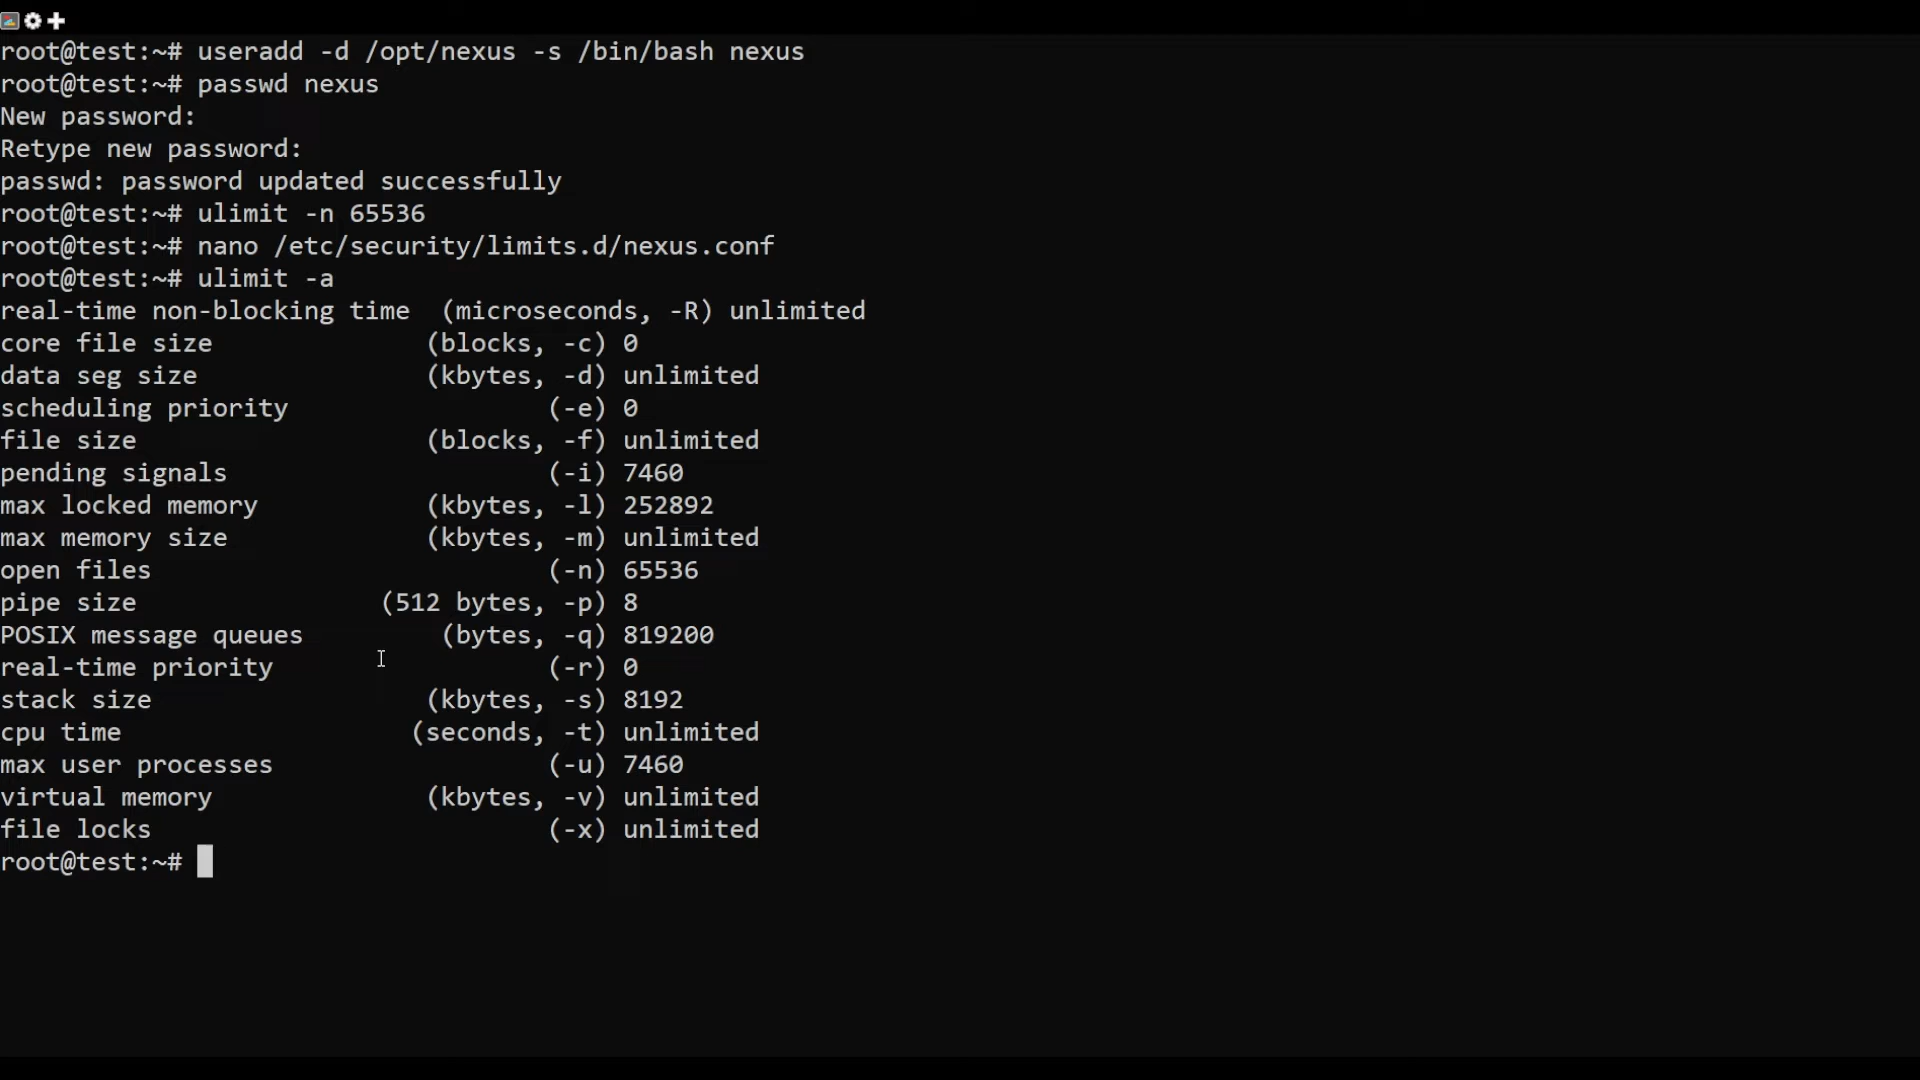 root@test:~# useradd -d /opt/nexus -s /bin/bash nexus
root@test:~# passwd nexus
New password:
Retype new password:
passwd: password updated successfully
root@test:~# ulimit -n 65536
root@test:~# nano /etc/security/limits.d/nexus.conf
root@test:~# ulimit -a
real-time non-blocking time  (microseconds, -R) unlimited
core file size              (blocks, -c) 0
data seg size               (kbytes, -d) unlimited
scheduling priority                 (-e) 0
file size                   (blocks, -f) unlimited
pending signals                     (-i) 7460
max locked memory           (kbytes, -l) 252892
max memory size             (kbytes, -m) unlimited
open files                          (-n) 65536
pipe size                (512 bytes, -p) 8
POSIX message queues         (bytes, -q) 819200
real-time priority                  (-r) 0
stack size                  (kbytes, -s) 8192
cpu time                   (seconds, -t) unlimited
max user processes                  (-u) 7460
virtual memory              (kbytes, -v) unlimited
file locks                          (-x) unlimited
root@test:~#